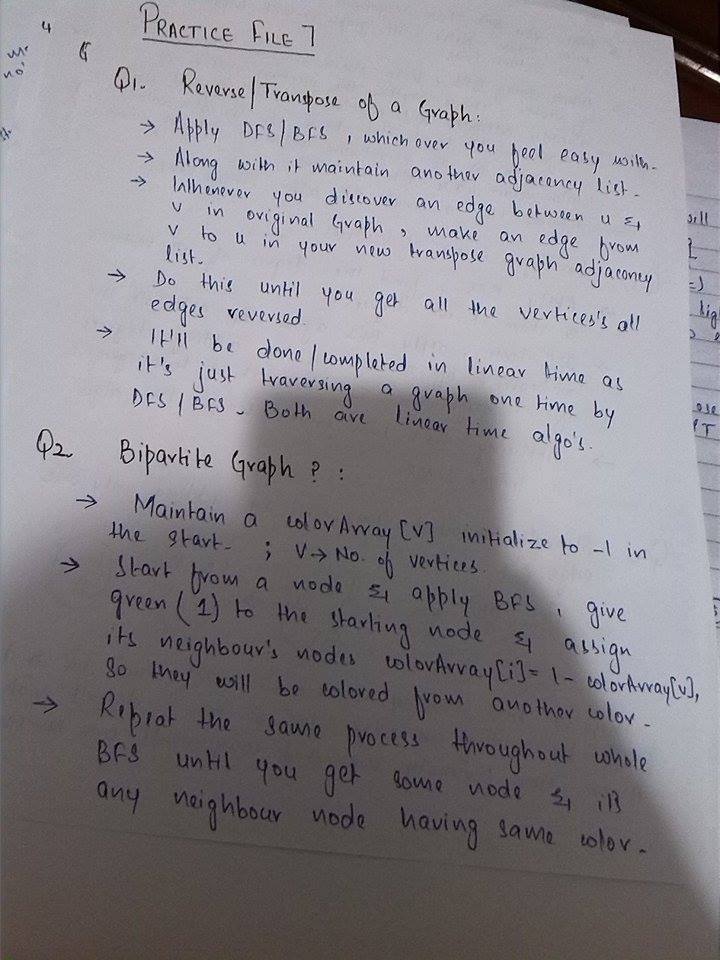 PRACTICE FILE 7
Q1. Reverse/Transpose of a Graph:
→ Apply DFS/BFS, which ever you feel easy with.
→ Along with it maintain another adjacency list.
→ Whenever you discover an edge between u &
v in original Graph, make an edge from
v to u in your new transpose graph adjacency
list.
→ Do this until you get all the vertices's all
edges reversed.
→ It'll be done/completed in linear time as
it's just traversing a graph one time by
DFS/BFS. Both are linear time algo's.
Q2 Bipartite Graph?:
→ Maintain a colorArray[V] initialize to -1 in
the start. ; V → No. of vertices.
→ Start from a node & apply BFS, give
green (1) to the starting node & assign
its neighbour's nodes colorArray[i] = 1 - colorArray[u],
so they will be colored from another color.
→ Repeat the same process throughout whole
BFS until you get some node & it's
any neighbour node having same color.